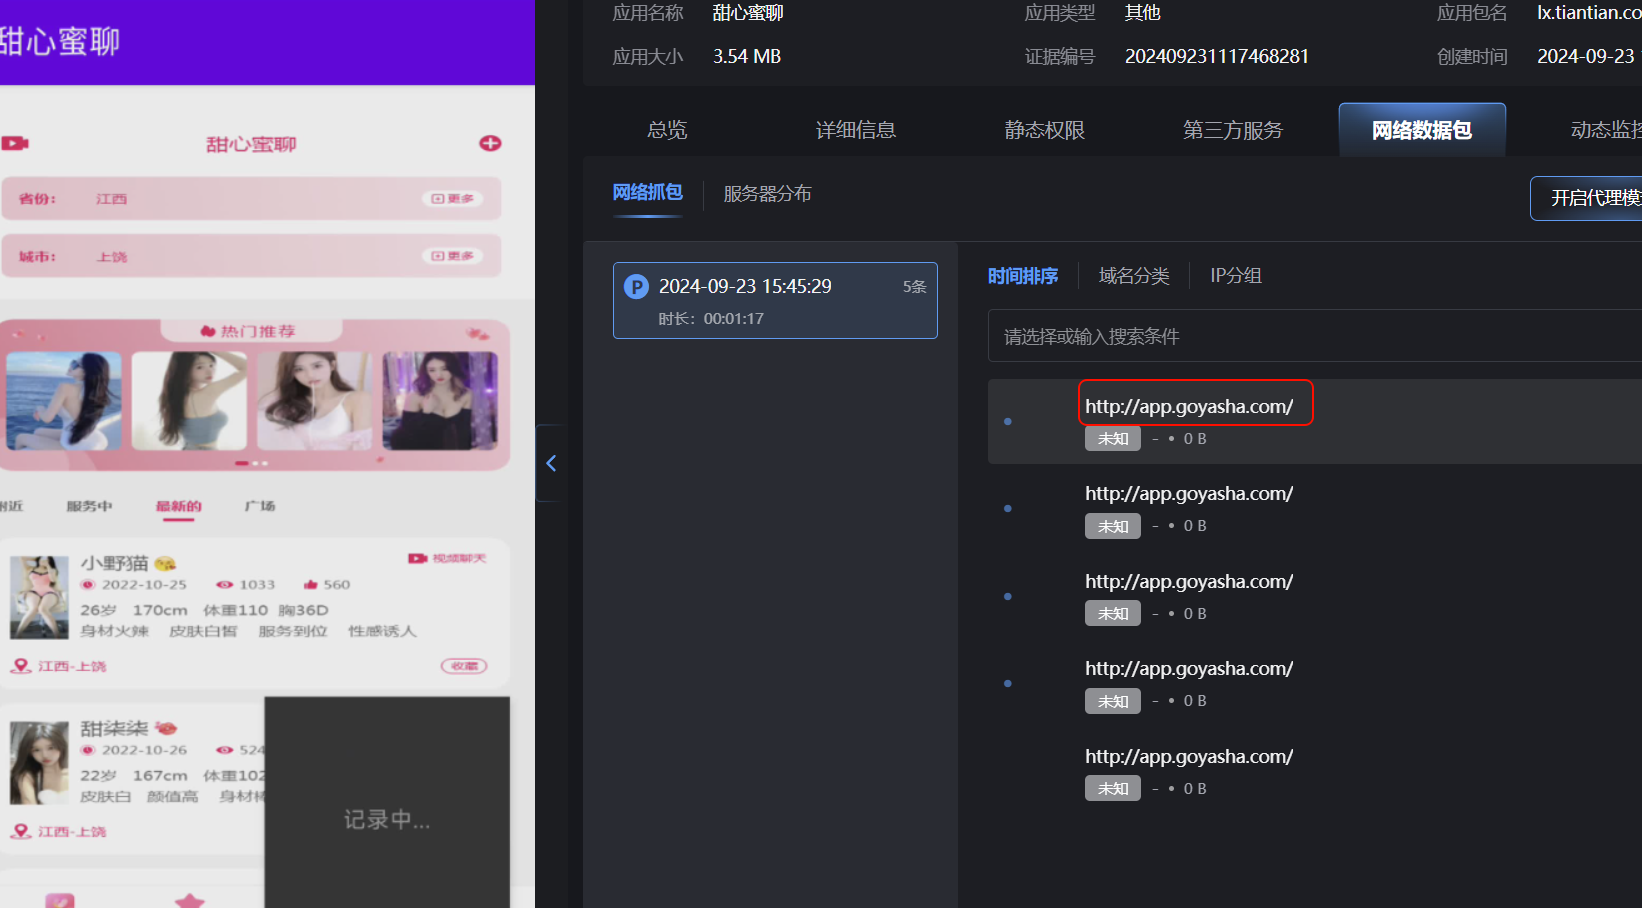 甜心蜜聊
甜心蜜聊
省份： 江西 更多
城市： 上饶 更多
热门推荐
附近 服务中 最新的 广场
小野猫 视频聊天
2022-10-25 1033 560
26岁 170cm 体重110 胸36D
身材火辣 皮肤白皙 服务到位 性感诱人
江西-上饶 收藏
甜柒柒
2022-10-26 524
22岁 167cm 体重102
皮肤白 颜值高 身材棒
江西-上饶
记录中...
应用名称 甜心蜜聊 应用类型 其他 应用包名 lx.tiantian.co
应用大小 3.54 MB 证据编号 202409231117468281 创建时间 2024-09-23
总览 详细信息 静态权限 第三方服务 网络数据包 动态监控
网络抓包 服务器分布 开启代理模
P 2024-09-23 15:45:29 5条
时长：00:01:17
时间排序 域名分类 IP分组
请选择或输入搜索条件
http://app.goyasha.com/
未知 - • 0 B
http://app.goyasha.com/
未知 - • 0 B
http://app.goyasha.com/
未知 - • 0 B
http://app.goyasha.com/
未知 - • 0 B
http://app.goyasha.com/
未知 - • 0 B